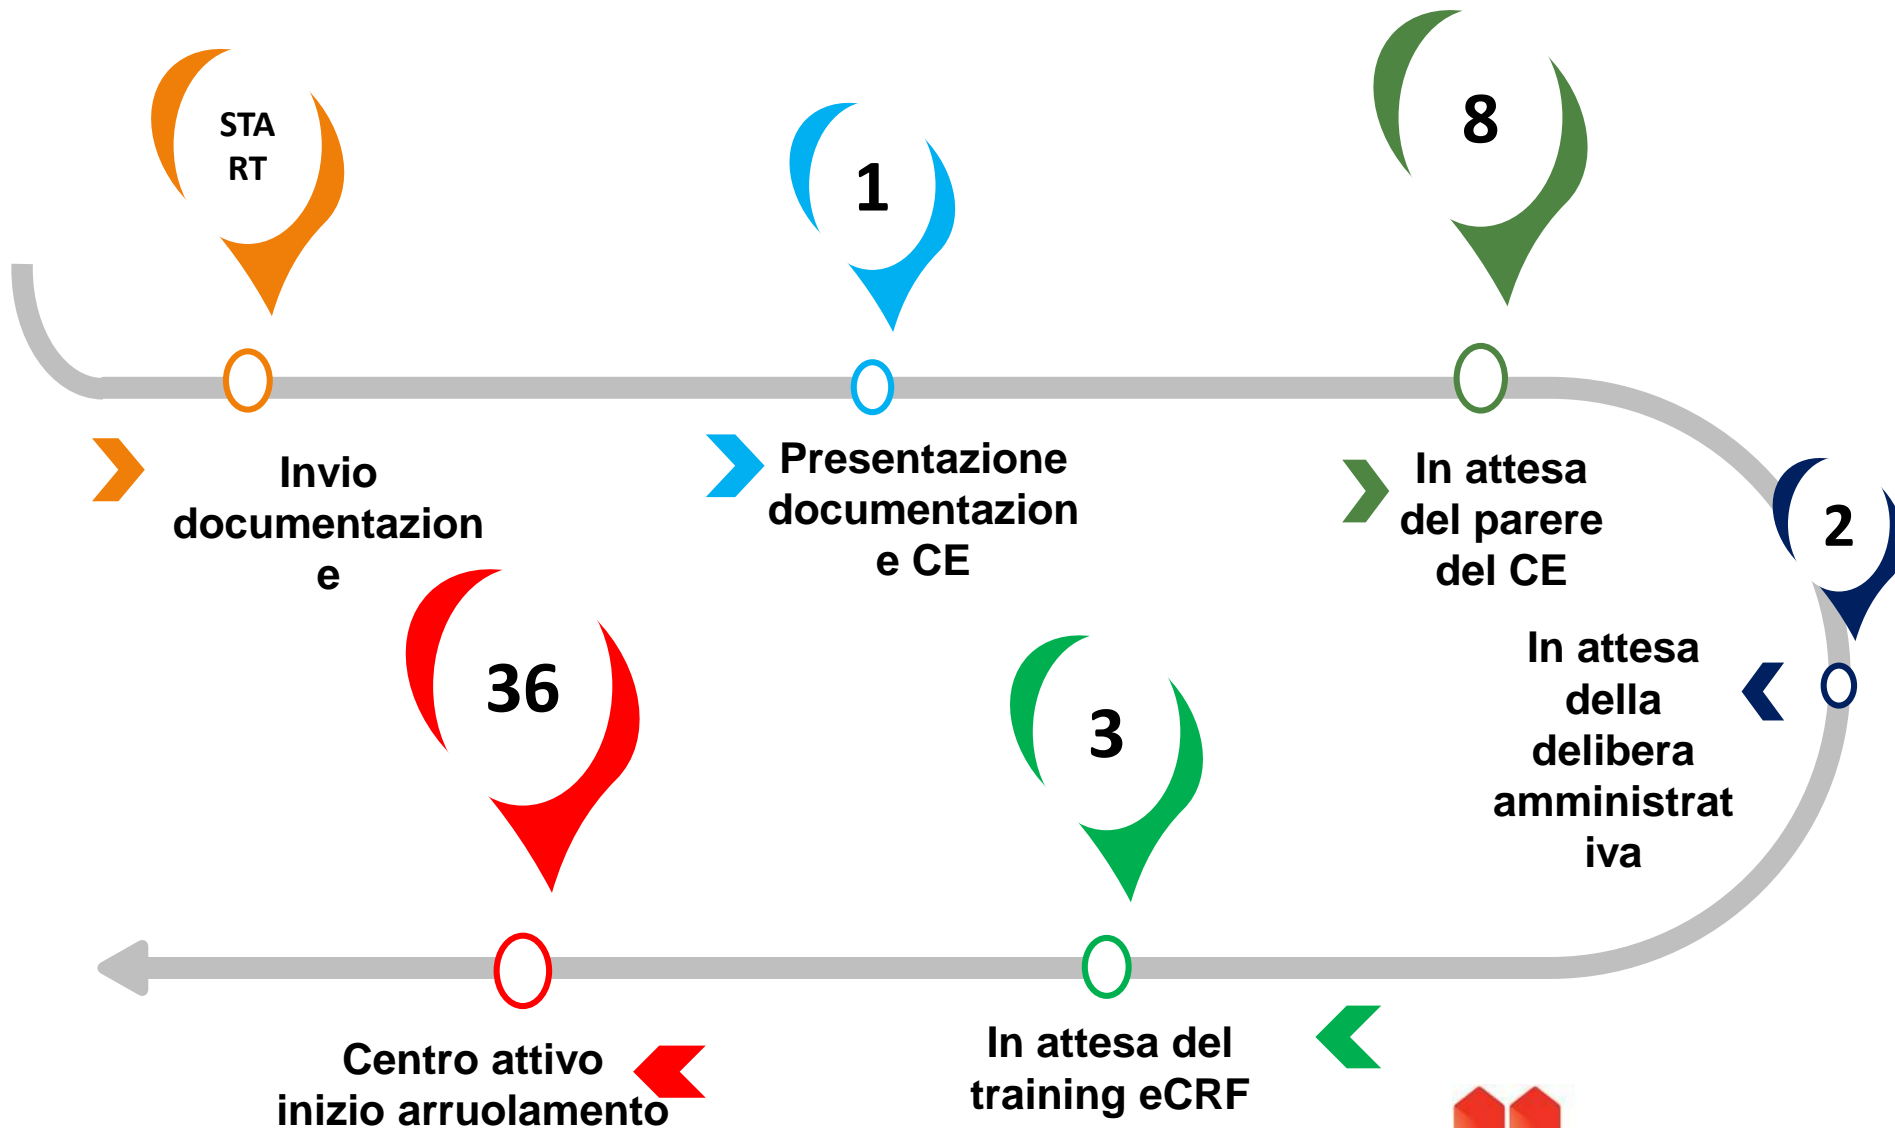 STA
RT
Invio
documentazion
e
1
Presentazione
documentazion
e CE
8
In attesa
del parere
del CE
2
In attesa
della
delibera
amministrat
iva
3
In attesa del
training eCRF
36
Centro attivo
inizio arruolamento